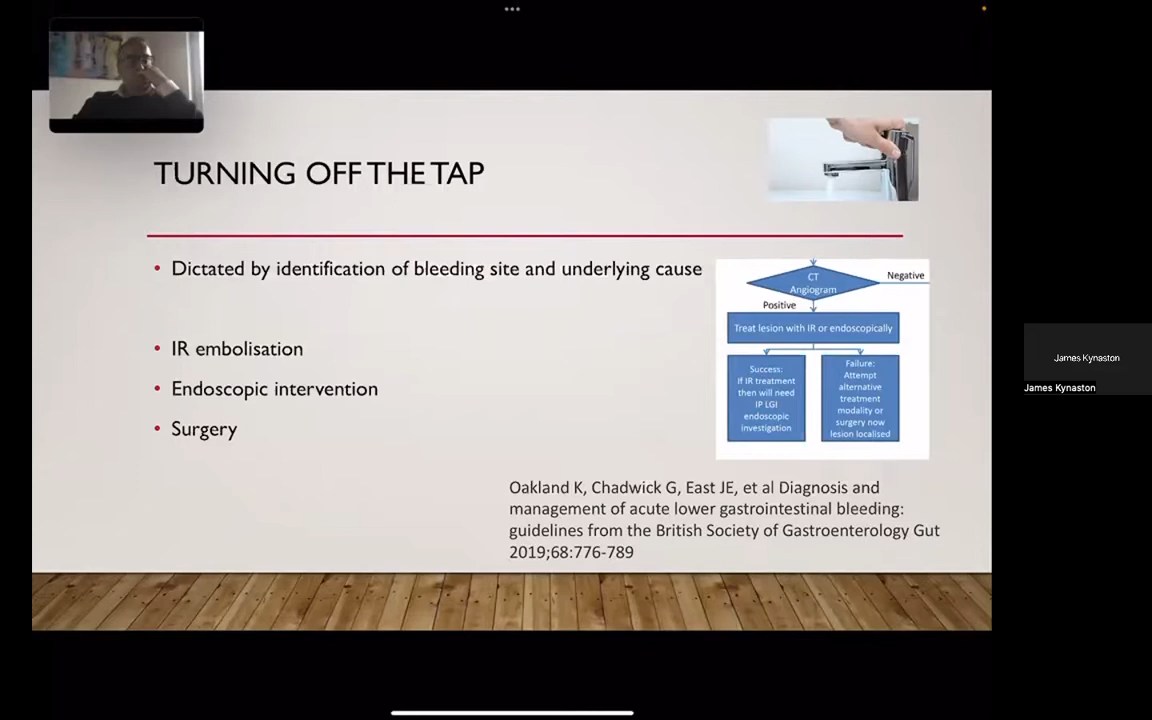 TURNING OFF THE TAP
• Dictated by identification of bleeding site and underlying cause
• IR embolisation
• Endoscopic intervention
• Surgery
CT
Angiogram
Negative
Positive
Treat lesion with IR or endoscopically
Success:
If IR treatment
then will need
IP LGI
endoscopic
investigation
Failure:
Attempt
alternative
treatment
modality or
surgery now
lesion localised
Oakland K, Chadwick G, East JE, et al Diagnosis and
management of acute lower gastrointestinal bleeding:
guidelines from the British Society of Gastroenterology Gut
2019;68:776-789
James Kynaston
James Kynaston